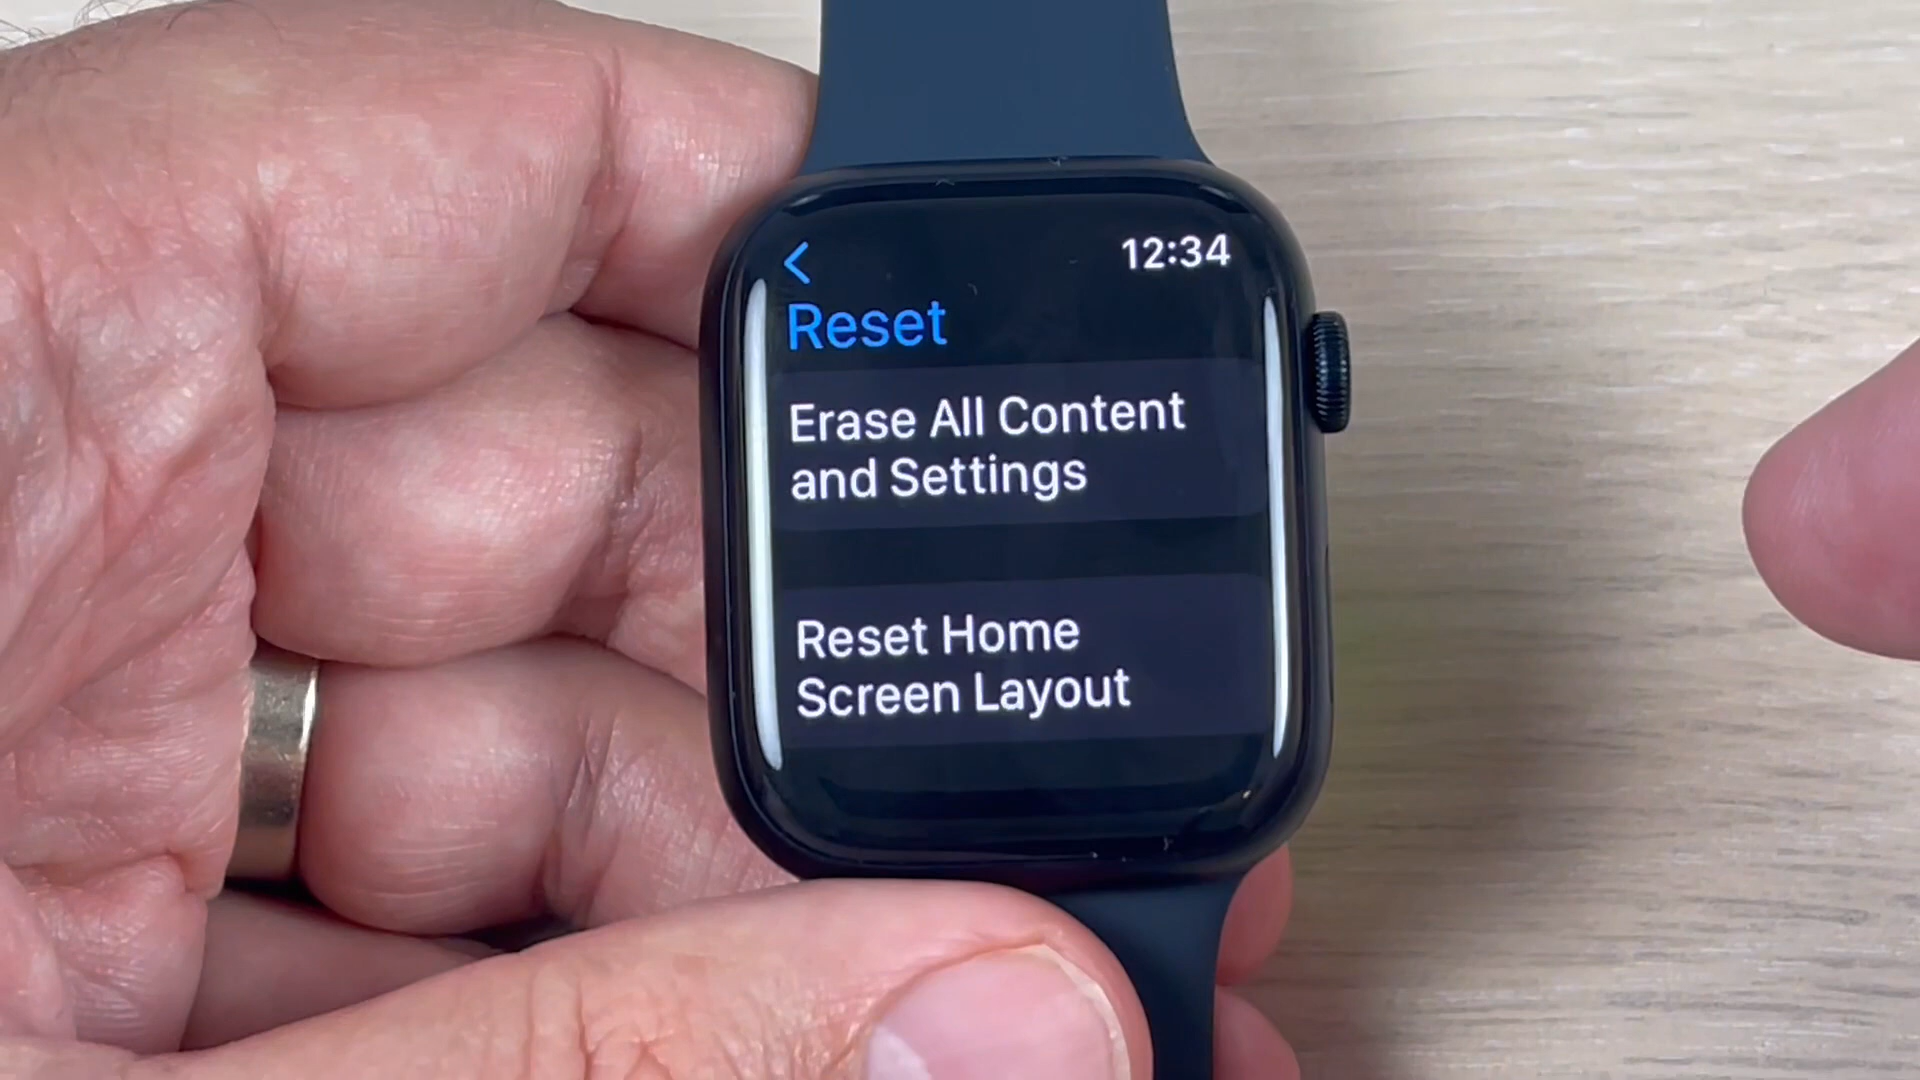 12:34
Reset
Erase All Content
and Settings
Reset Home
Screen Layout